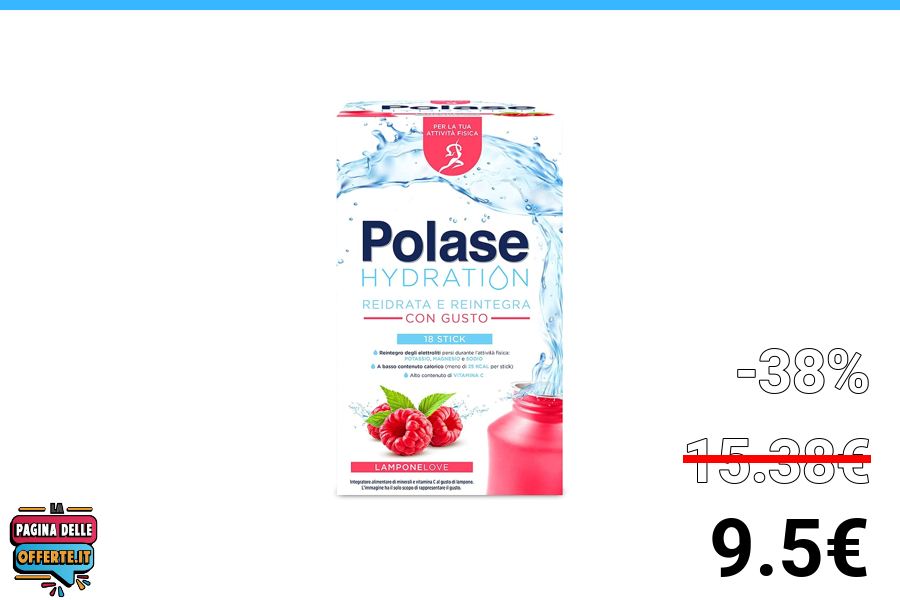 Polase
PER LA TUA
ATTIVITÀ FISICA
Polase
HYDRATION
REIDRATA E REINTEGRA
CON GUSTO
18 STICK
Reintegro degli elettroliti persi durante l'attività fisica:
POTASSIO, MAGNESIO e SODIO
A basso contenuto calorico (meno di 25 KCAL per stick)
Alto contenuto di VITAMINA C
LAMPONELOVE
Integratore alimentare di minerali e vitamina C al gusto di lampone.
L'immagine ha il solo scopo di rappresentare il gusto.
-38%
15.38€
9.5€
LA
PAGINA DELLE
OFFERTE.IT